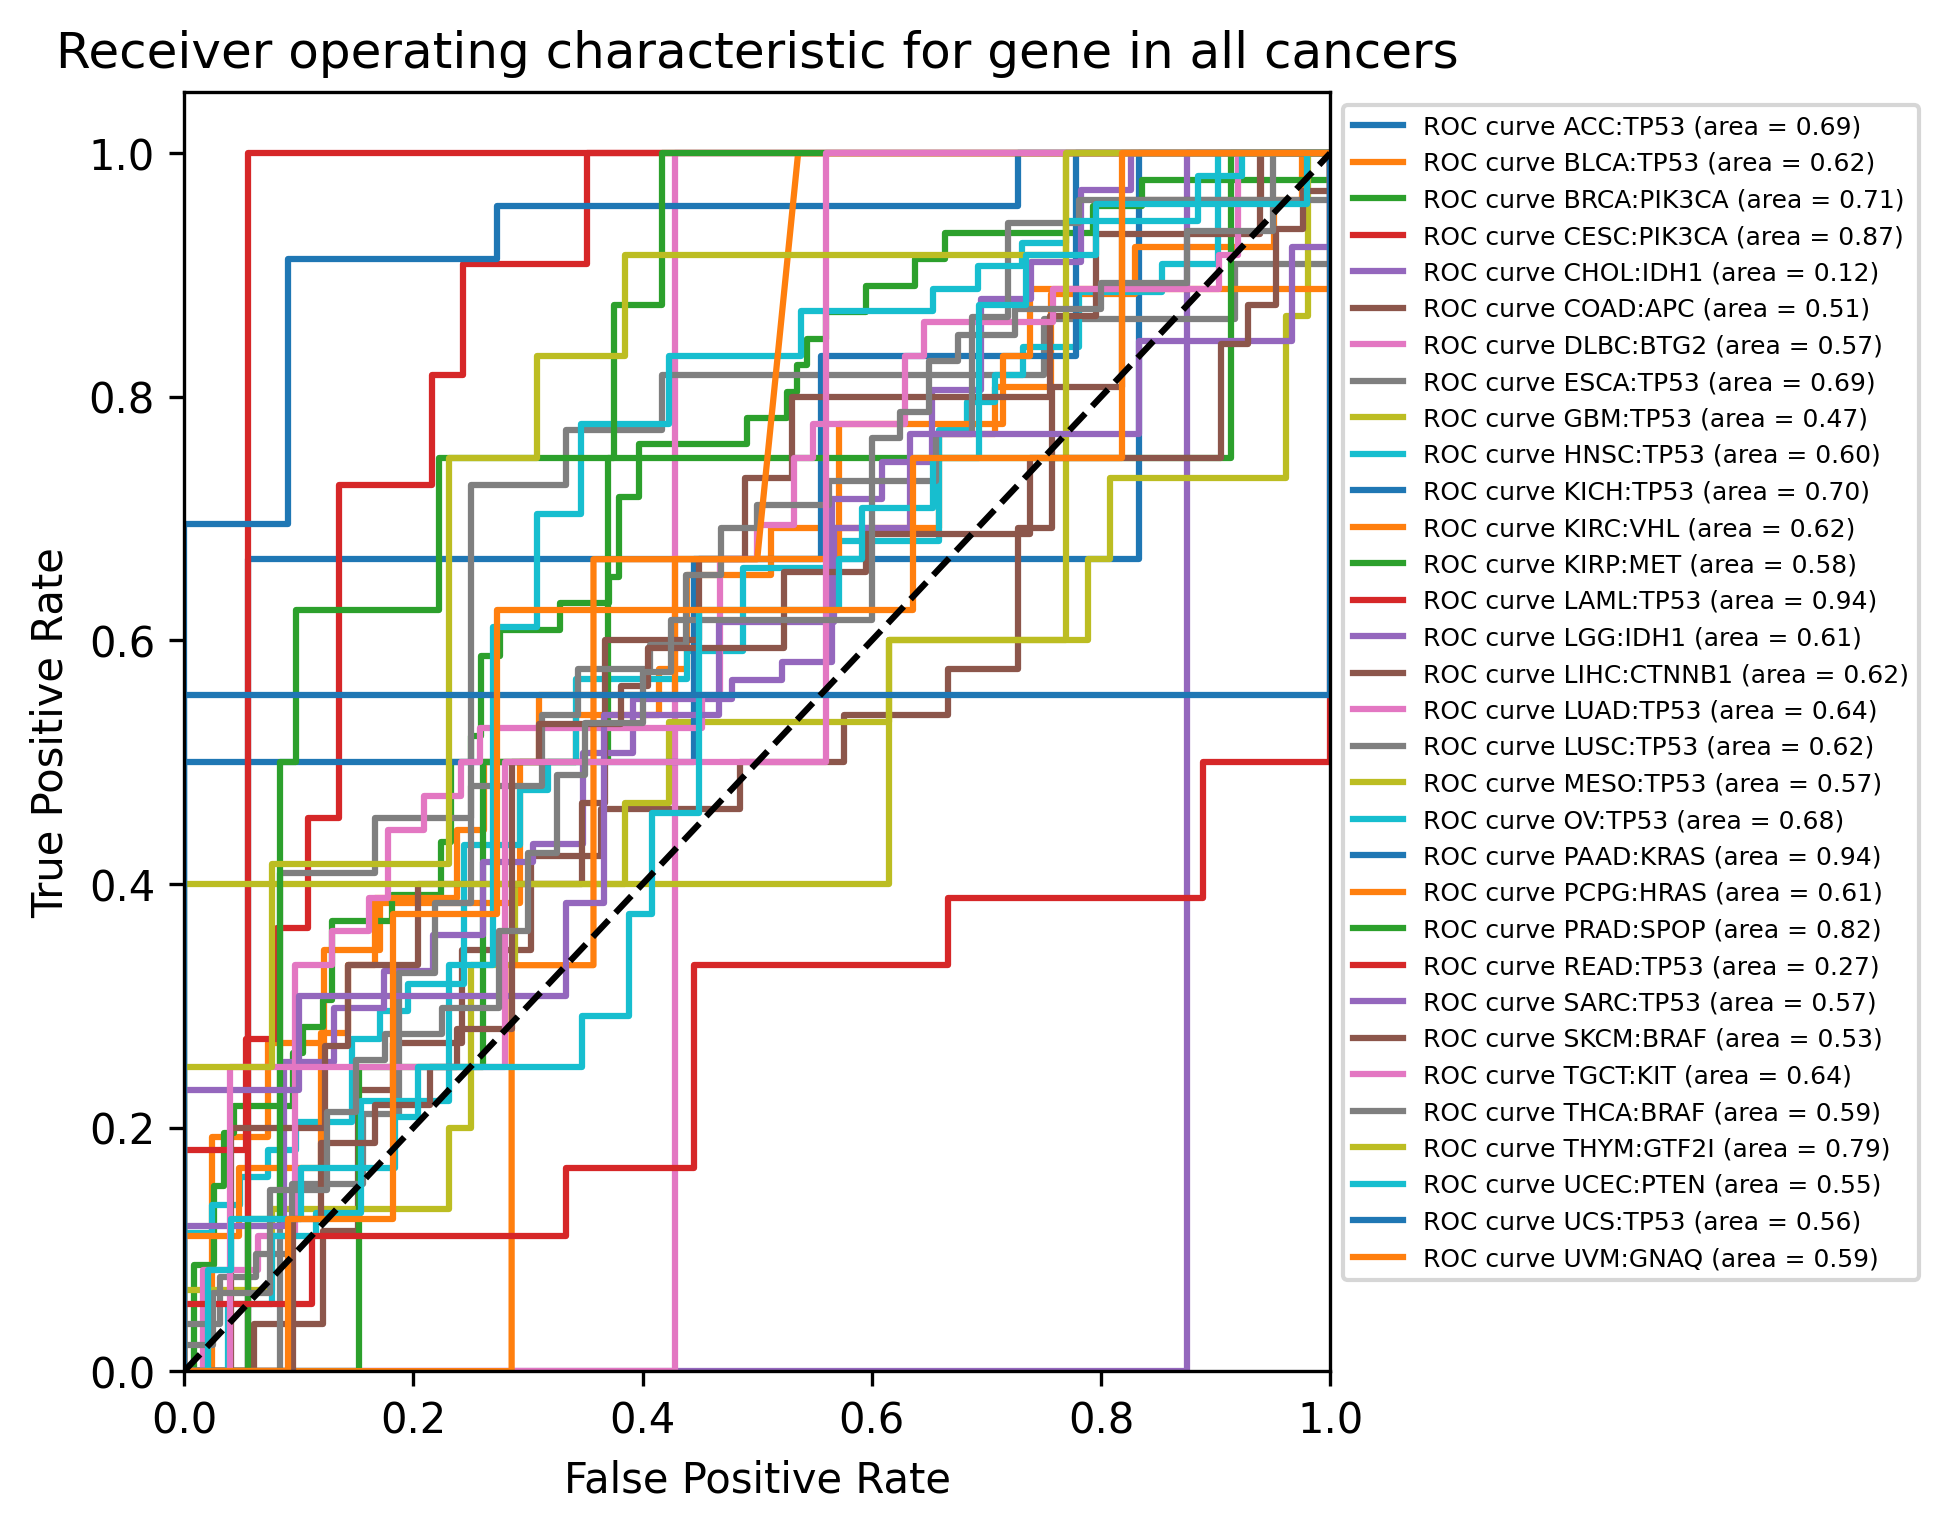 Receiver operating characteristic for gene in all cancers
1.0
0.8
0.6
0.4
0.2
0.0
True Positive Rate
0.0 0.2 0.4 0.6 0.8 1.0
False Positive Rate
ROC curve ACC:TP53 (area = 0.69)
ROC curve BLCA:TP53 (area = 0.62)
ROC curve BRCA:PIK3CA (area = 0.71)
ROC curve CESC:PIK3CA (area = 0.87)
ROC curve CHOL:IDH1 (area = 0.12)
ROC curve COAD:APC (area = 0.51)
ROC curve DLBC:BTG2 (area = 0.57)
ROC curve ESCA:TP53 (area = 0.69)
ROC curve GBM:TP53 (area = 0.47)
ROC curve HNSC:TP53 (area = 0.60)
ROC curve KICH:TP53 (area = 0.70)
ROC curve KIRC:VHL (area = 0.62)
ROC curve KIRP:MET (area = 0.58)
ROC curve LAML:TP53 (area = 0.94)
ROC curve LGG:IDH1 (area = 0.61)
ROC curve LIHC:CTNNB1 (area = 0.62)
ROC curve LUAD:TP53 (area = 0.64)
ROC curve LUSC:TP53 (area = 0.62)
ROC curve MESO:TP53 (area = 0.57)
ROC curve OV:TP53 (area = 0.68)
ROC curve PAAD:KRAS (area = 0.94)
ROC curve PCPG:HRAS (area = 0.61)
ROC curve PRAD:SPOP (area = 0.82)
ROC curve READ:TP53 (area = 0.27)
ROC curve SARC:TP53 (area = 0.57)
ROC curve SKCM:BRAF (area = 0.53)
ROC curve TGCT:KIT (area = 0.64)
ROC curve THCA:BRAF (area = 0.59)
ROC curve THYM:GTF2I (area = 0.79)
ROC curve UCEC:PTEN (area = 0.55)
ROC curve UCS:TP53 (area = 0.56)
ROC curve UVM:GNAQ (area = 0.59)